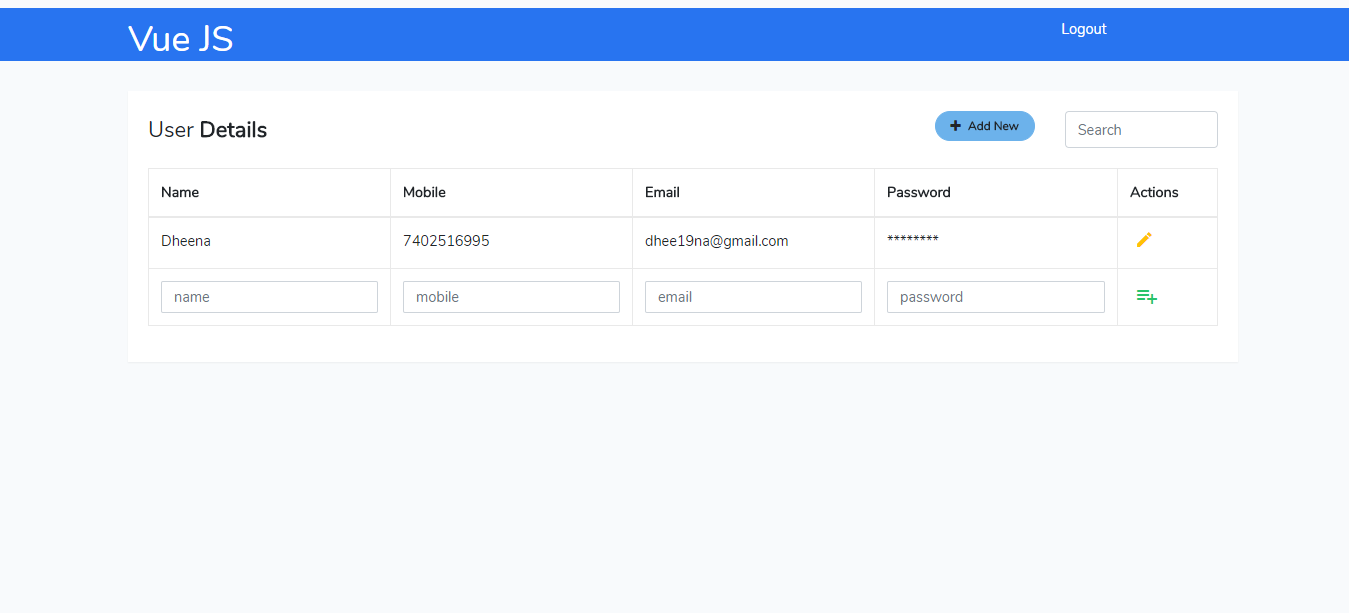 Vue JS
Logout
User Details
Add New
Search
Name Mobile Email Password Actions
Dheena 7402516995 dhee19na@gmail.com ********
name mobile email password